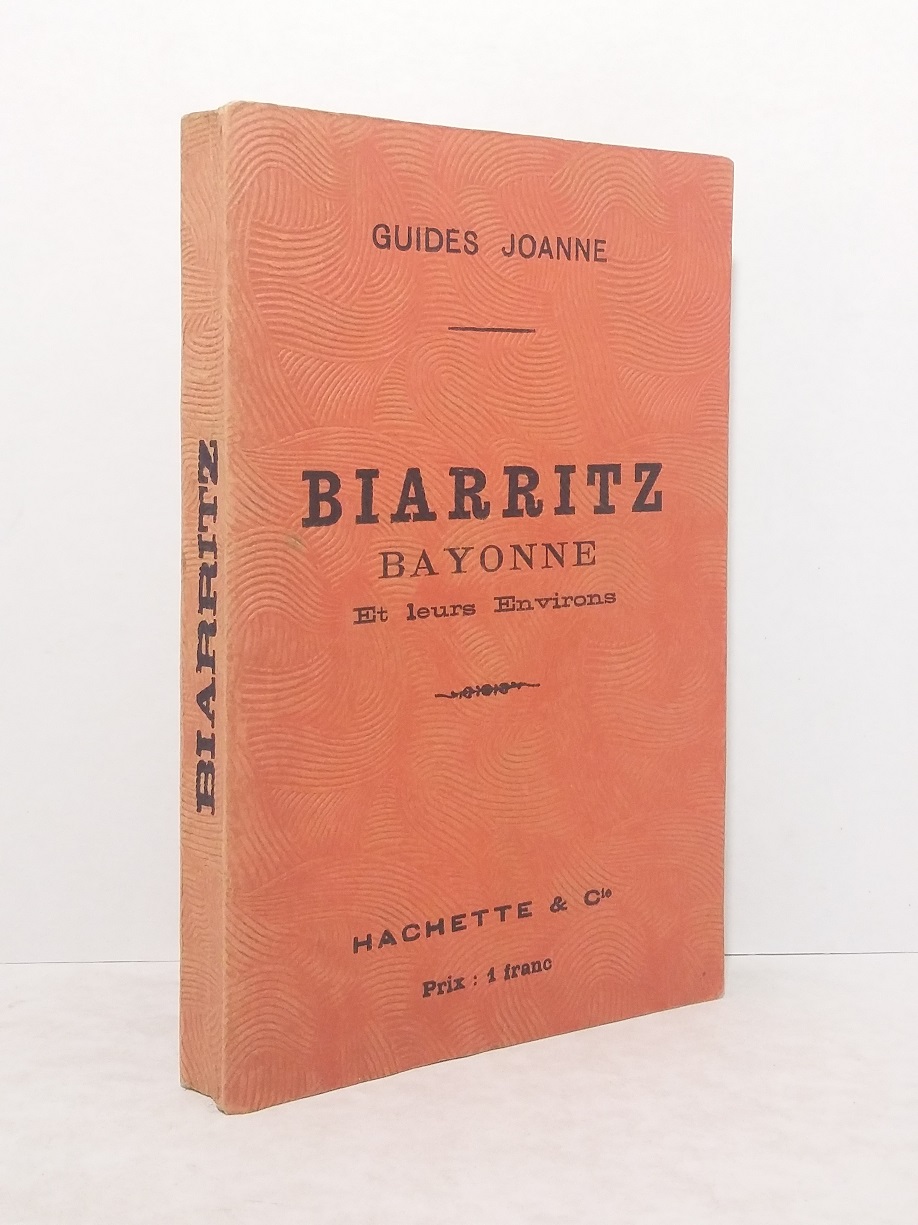 GUIDES JOANNE
BIARRITZ
BAYONNE
Et leurs Environs
HACHETTE & Cie
Prix : 1 franc
BIARRITZ